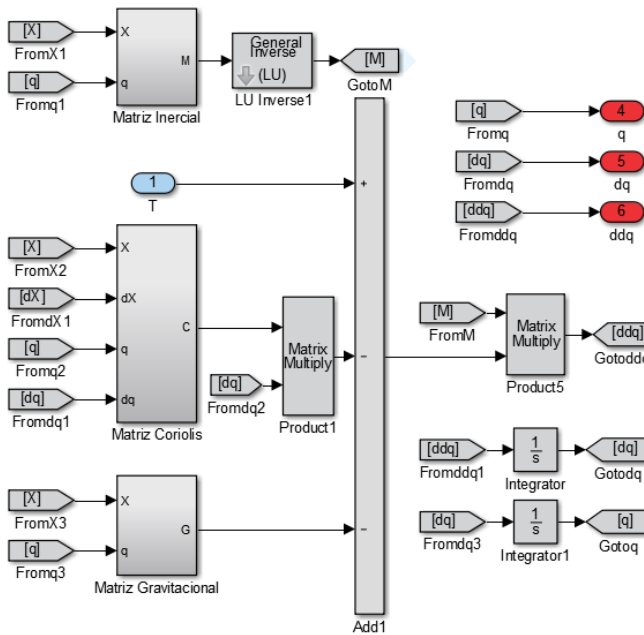 [X]
FromX1
[q]
Fromq1
X
q
M
Matriz Inercial
General
Inverse
(LU)
LU Inverse1
[M]
GotoM
1
T
[q]
Fromq
4
q
[dq]
Fromdq
5
dq
[ddq]
Fromddq
6
ddq
[X]
FromX2
[dX]
FromdX1
[q]
Fromq2
[dq]
Fromdq1
X
dX
q
dq
C
Matriz Coriolis
[dq]
Fromdq2
Matrix
Multiply
Product1
+
−
−
Add1
[M]
FromM
Matrix
Multiply
Product5
[ddq]
Gotoddq
[ddq]
Fromddq1
1
s
Integrator
[dq]
Gotodq
[dq]
Fromdq3
1
s
Integrator1
[q]
Gotoq
[X]
FromX3
[q]
Fromq3
X
q
G
Matriz Gravitacional